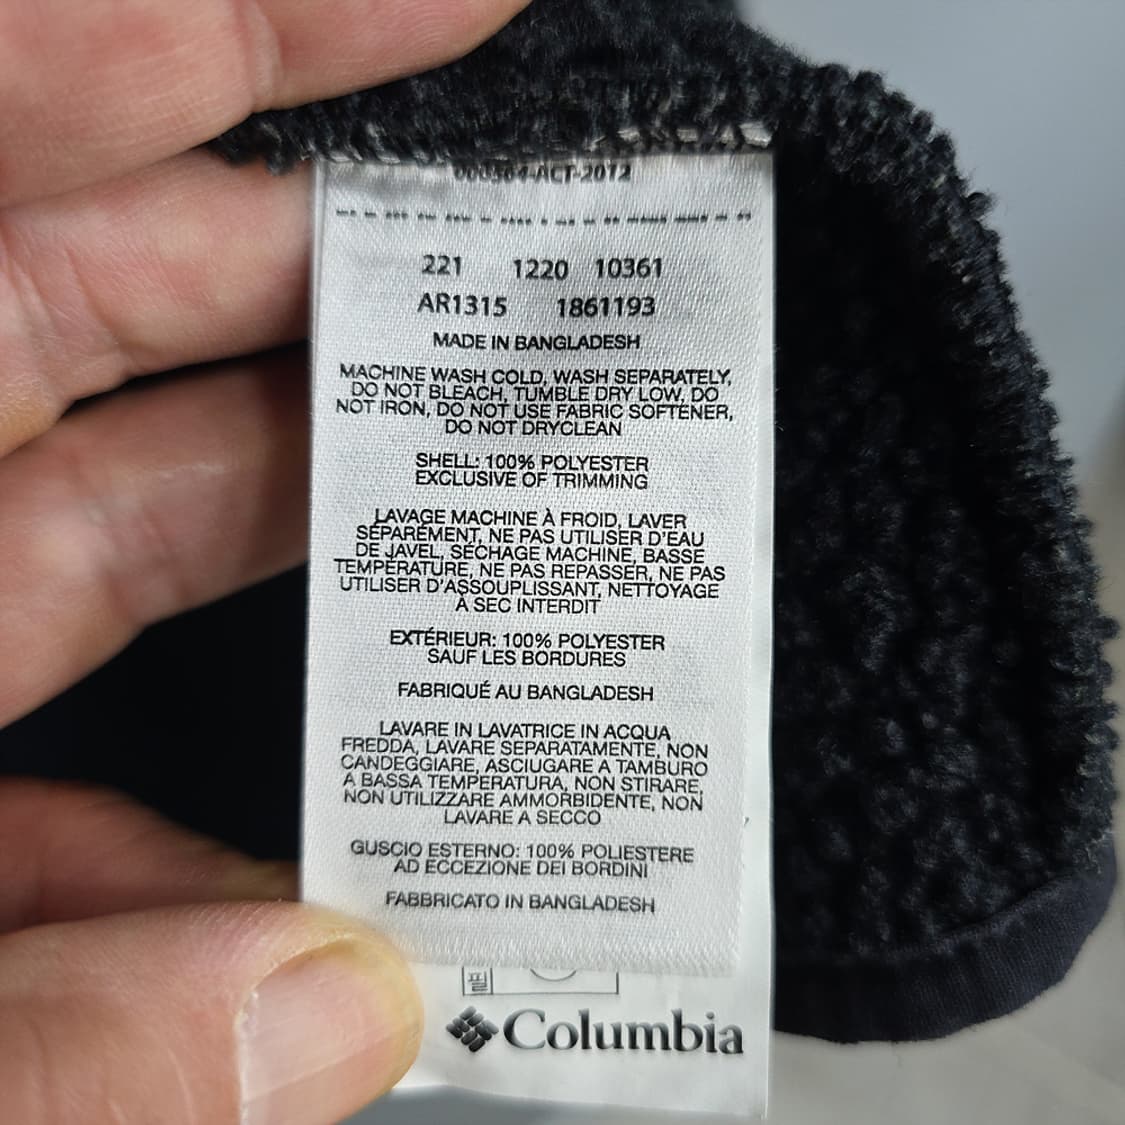 000564-ACT-2072
221 1220 10361
AR1315 1861193
MADE IN BANGLADESH
MACHINE WASH COLD, WASH SEPARATELY,
DO NOT BLEACH, TUMBLE DRY LOW, DO
NOT IRON, DO NOT USE FABRIC SOFTENER,
DO NOT DRYCLEAN
SHELL: 100% POLYESTER
EXCLUSIVE OF TRIMMING
LAVAGE MACHINE À FROID, LAVER
SÉPARÉMENT, NE PAS UTILISER D'EAU
DE JAVEL, SÉCHAGE MACHINE, BASSE
TEMPÉRATURE, NE PAS REPASSER, NE PAS
UTILISER D'ASSOUPLISSANT, NETTOYAGE
À SEC INTERDIT
EXTÉRIEUR: 100% POLYESTER
SAUF LES BORDURES
FABRIQUÉ AU BANGLADESH
LAVARE IN LAVATRICE IN ACQUA
FREDDA, LAVARE SEPARATAMENTE, NON
CANDEGGIARE, ASCIUGARE A TAMBURO
A BASSA TEMPERATURA, NON STIRARE,
NON UTILIZZARE AMMORBIDENTE, NON
LAVARE A SECCO
GUSCIO ESTERNO: 100% POLIESTERE
AD ECCEZIONE DEI BORDINI
FABBRICATO IN BANGLADESH
Columbia